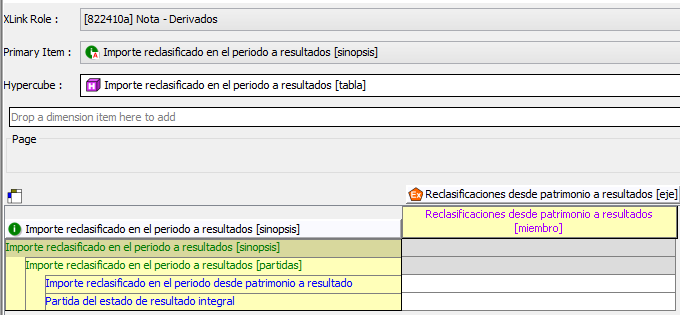 XLink Role : [822410a] Nota - Derivados
Primary Item : Importe reclasificado en el periodo a resultados [sinopsis]
Hypercube : H Importe reclasificado en el periodo a resultados [tabla]
Drop a dimension item here to add
Page
Ex Reclasificaciones desde patrimonio a resultados [eje]
Importe reclasificado en el periodo a resultados [sinopsis]
Reclasificaciones desde patrimonio a resultados
[miembro]
Importe reclasificado en el periodo a resultados [sinopsis]
Importe reclasificado en el periodo a resultados [partidas]
Importe reclasificado en el periodo desde patrimonio a resultado
Partida del estado de resultado integral